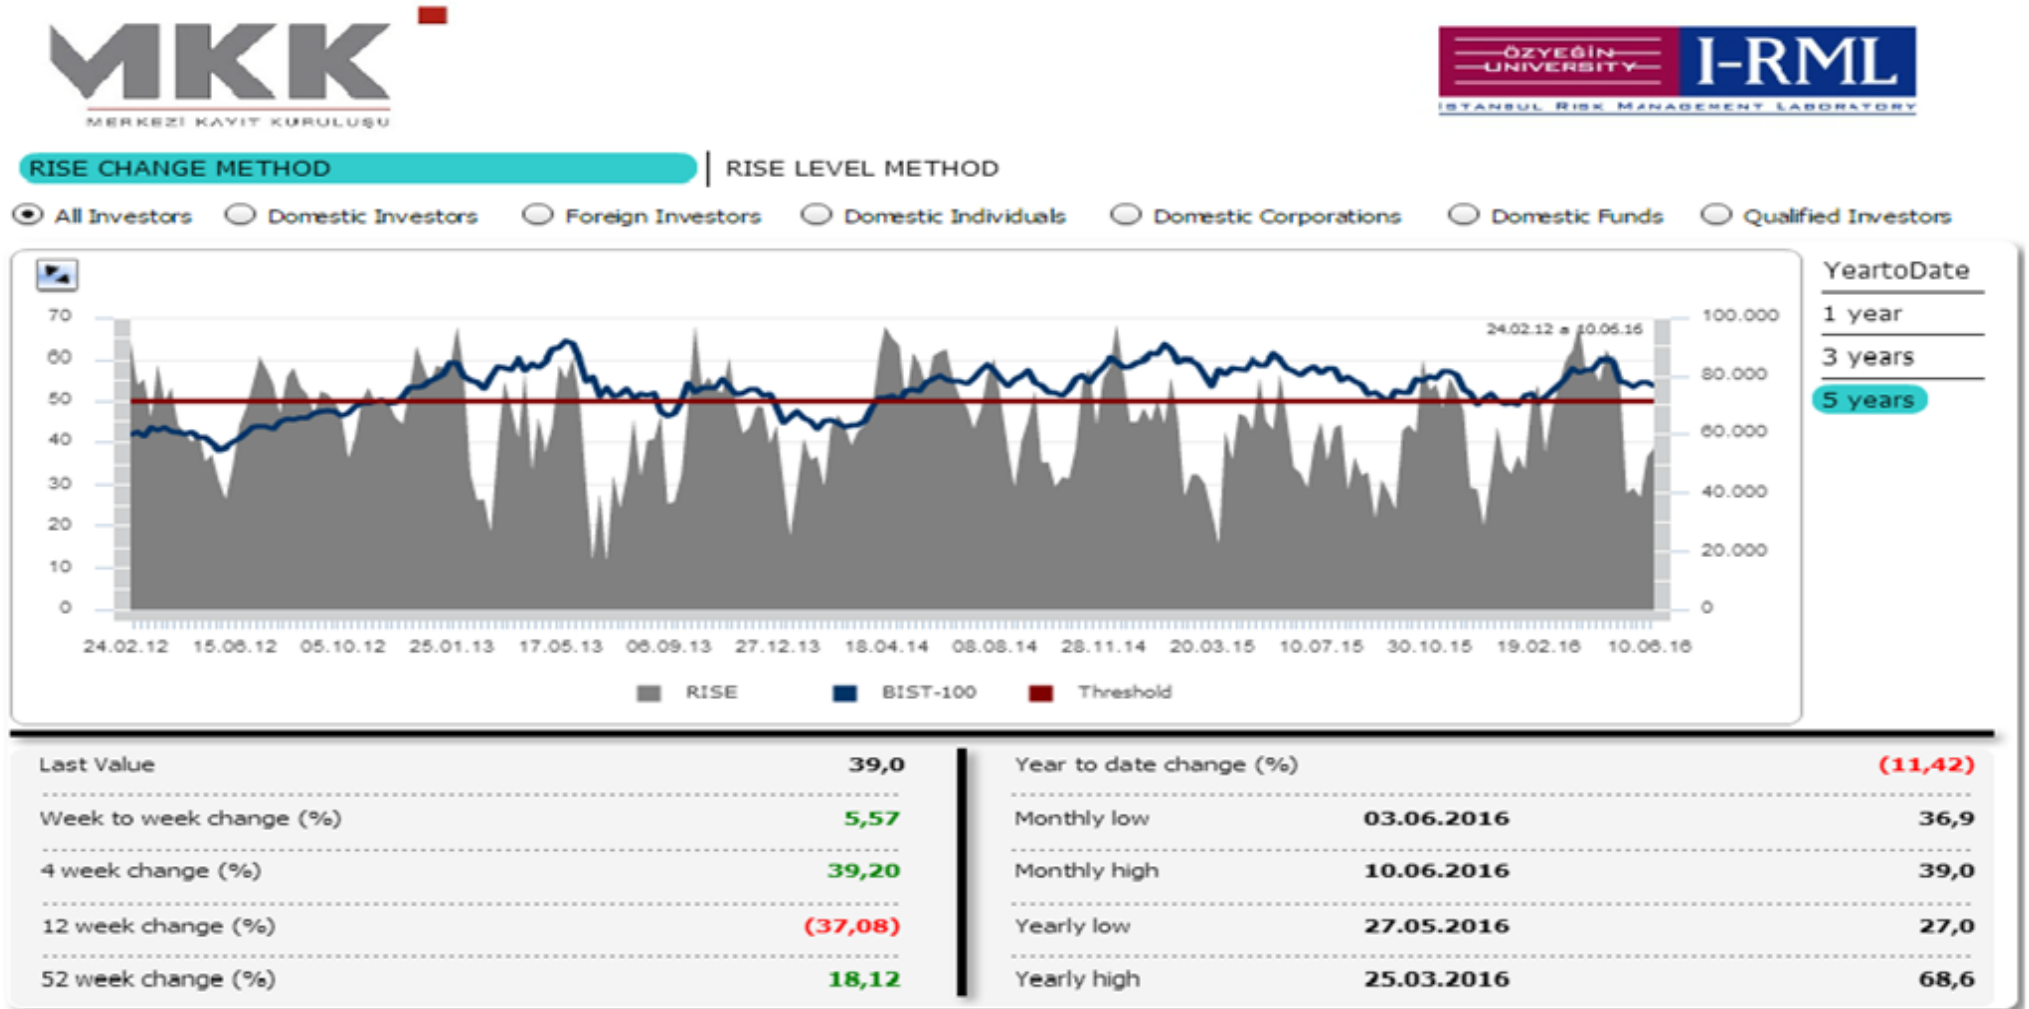 MKK
MERKEZİ KAYIT KURULUŞU
ÖZYEĞİN
UNIVERSITY
I-RML
ISTANBUL RISK MANAGEMENT LABORATORY
RISE CHANGE METHOD
RISE LEVEL METHOD
All Investors Domestic Investors Foreign Investors Domestic Individuals Domestic Corporations Domestic Funds Qualified Investors
YeartoDate
1 year
3 years
5 years
24.02.12 a 10.06.16
70
60
50
40
30
20
10
0
100.000
80.000
60.000
40.000
20.000
0
24.02.12 15.06.12 05.10.12 25.01.13 17.05.13 06.09.13 27.12.13 18.04.14 08.08.14 28.11.14 20.03.15 10.07.15 30.10.15 19.02.16 10.06.16
RISE BIST-100 Threshold
Last Value 39,0
Week to week change (%) 5,57
4 week change (%) 39,20
12 week change (%) (37,08)
52 week change (%) 18,12
Year to date change (%) (11,42)
Monthly low 03.06.2016 36,9
Monthly high 10.06.2016 39,0
Yearly low 27.05.2016 27,0
Yearly high 25.03.2016 68,6